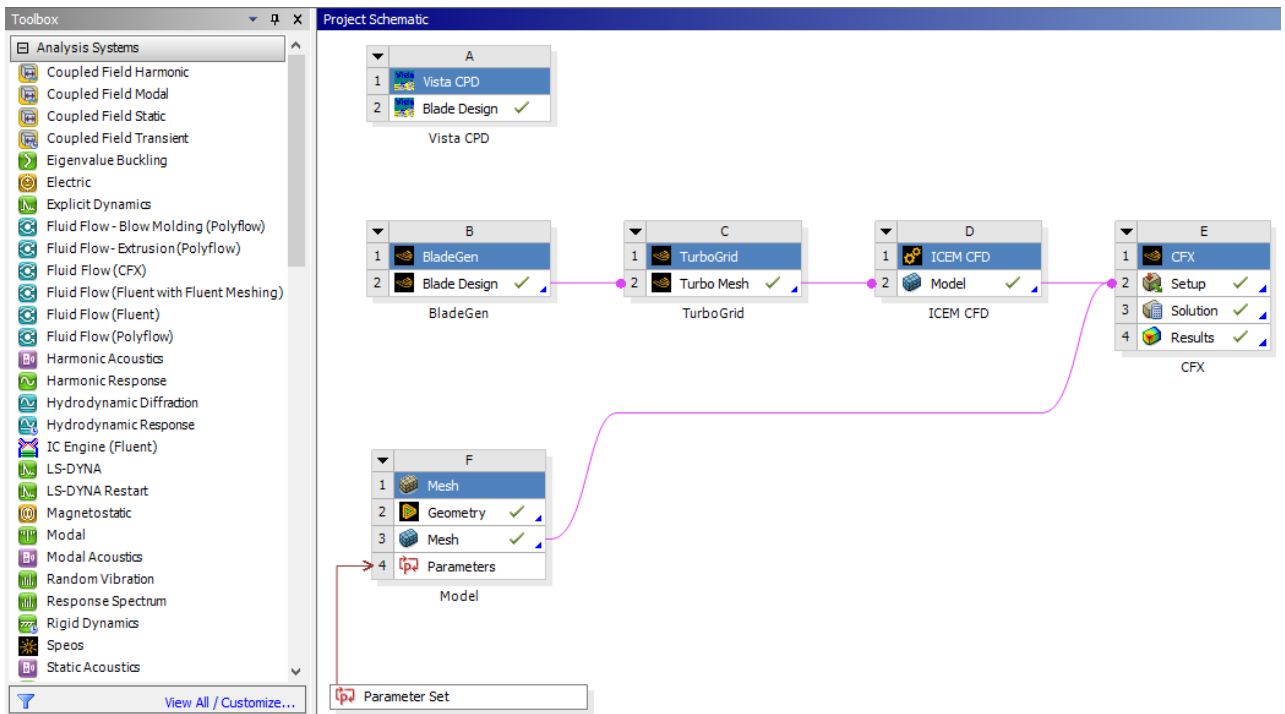 Toolbox
Analysis Systems
Coupled Field Harmonic
Coupled Field Modal
Coupled Field Static
Coupled Field Transient
Eigenvalue Buckling
Electric
Explicit Dynamics
Fluid Flow - Blow Molding (Polyflow)
Fluid Flow- Extrusion (Polyflow)
Fluid Flow (CFX)
Fluid Flow (Fluent with Fluent Meshing)
Fluid Flow (Fluent)
Fluid Flow (Polyflow)
Harmonic Acoustics
Harmonic Response
Hydrodynamic Diffraction
Hydrodynamic Response
IC Engine (Fluent)
LS-DYNA
LS-DYNA Restart
Magnetostatic
Modal
Modal Acoustics
Random Vibration
Response Spectrum
Rigid Dynamics
Speos
Static Acoustics
View All / Customize...
Project Schematic
A
1 Vista CPD
2 Blade Design
Vista CPD
B
1 BladeGen
2 Blade Design
BladeGen
C
1 TurboGrid
2 Turbo Mesh
TurboGrid
D
1 ICEM CFD
2 Model
ICEM CFD
E
1 CFX
2 Setup
3 Solution
4 Results
CFX
F
1 Mesh
2 Geometry
3 Mesh
4 Parameters
Model
Parameter Set